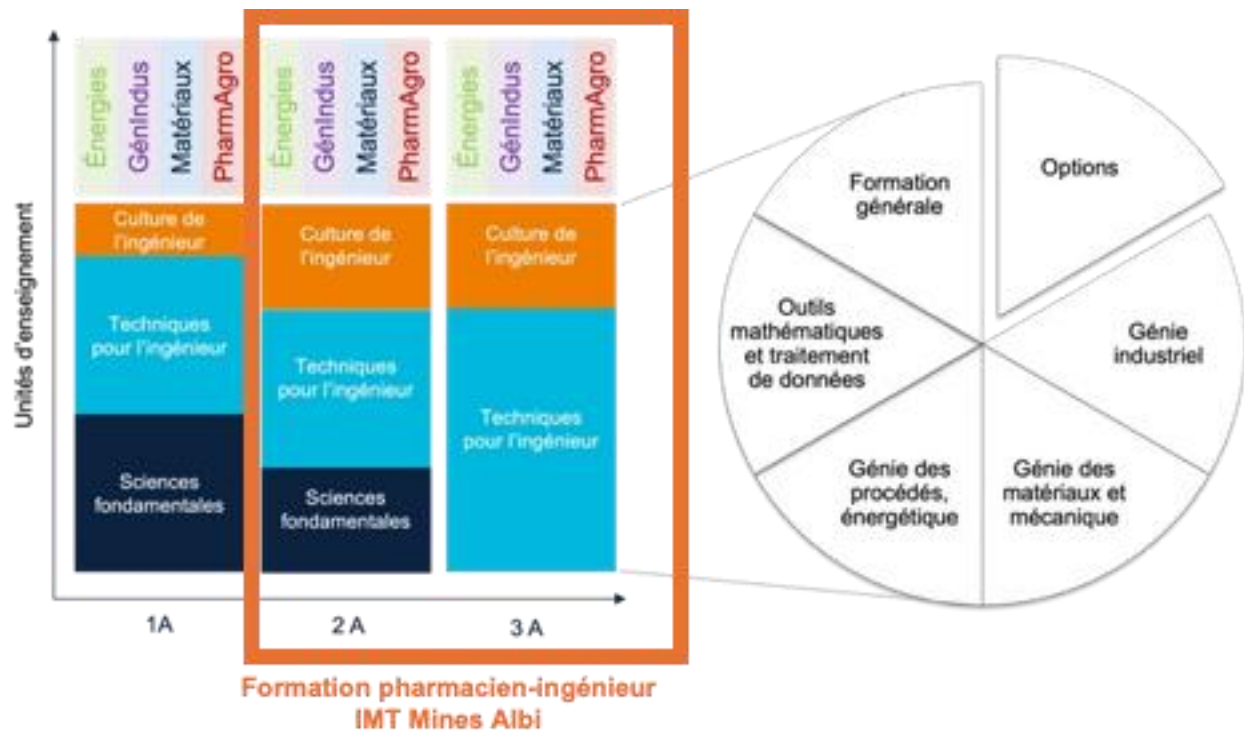 Unités d'enseignement
Énergies
GénIndus
Matériaux
PharmAgro
Énergies
GénIndus
Matériaux
PharmAgro
Énergies
GénIndus
Matériaux
PharmAgro
Culture de
l'ingénieur
Techniques
pour l'ingénieur
Sciences
fondamentales
Culture de
l'ingénieur
Techniques
pour l'ingénieur
Sciences
fondamentales
Culture de
l'ingénieur
Techniques
pour l'ingénieur
1A
2 A
3 A
Formation pharmacien-ingénieur
IMT Mines Albi
Options
Formation
générale
Outils
mathématiques
et traitement
de données
Génie
industriel
Génie des
procédés,
énergétique
Génie des
matériaux et
mécanique